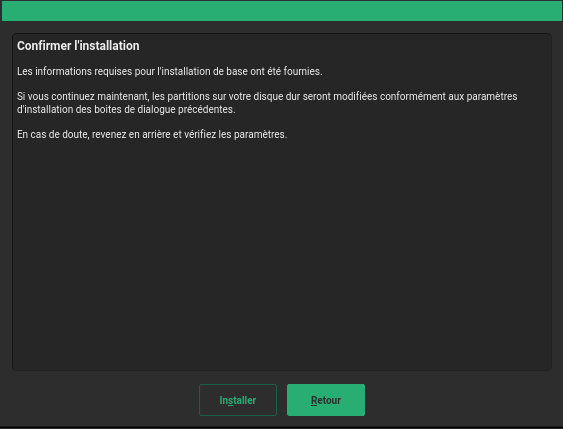 Confirmer l'installation
Les informations requises pour l'installation de base ont été fournies.
Si vous continuez maintenant, les partitions sur votre disque dur seront modifiées conformément aux paramètres
d'installation des boites de dialogue précédentes.
En cas de doute, revenez en arrière et vérifiez les paramètres.
Installer
Retour